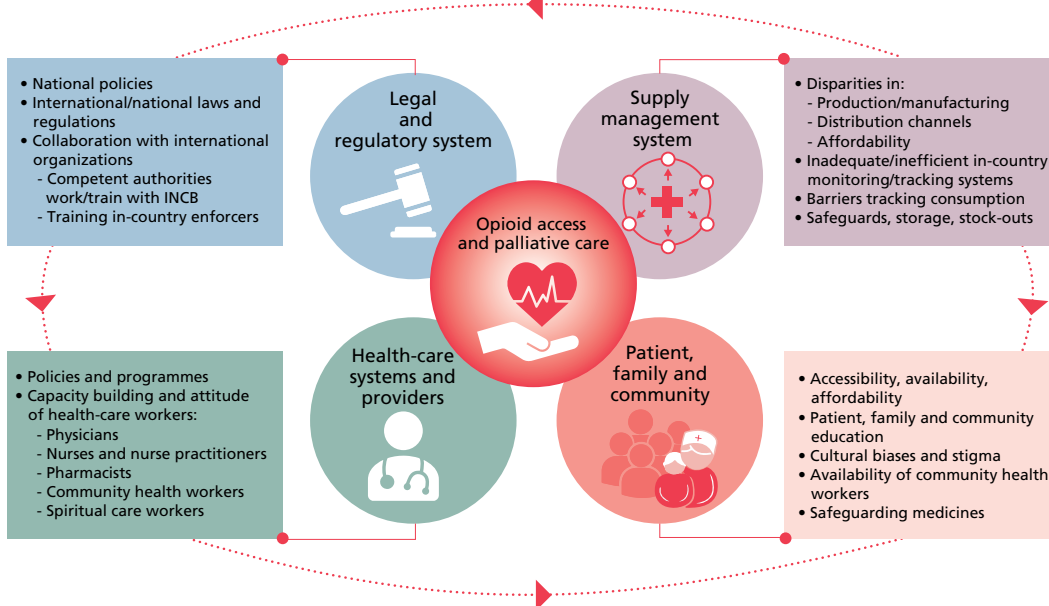 • National policies
• International/national laws and
regulations
• Collaboration with international
organizations
- Competent authorities
work/train with INCB
- Training in-country enforcers
Legal
and
regulatory system
Supply
management
system
• Disparities in:
- Production/manufacturing
- Distribution channels
- Affordability
• Inadequate/inefficient in-country
monitoring/tracking systems
• Barriers tracking consumption
• Safeguards, storage, stock-outs
Opioid access
and palliative care
• Policies and programmes
• Capacity building and attitude
of health-care workers:
- Physicians
- Nurses and nurse practitioners
- Pharmacists
- Community health workers
- Spiritual care workers
Health-care
systems and
providers
Patient,
family and
community
• Accessibility, availability,
affordability
• Patient, family and community
education
• Cultural biases and stigma
• Availability of community health
workers
• Safeguarding medicines